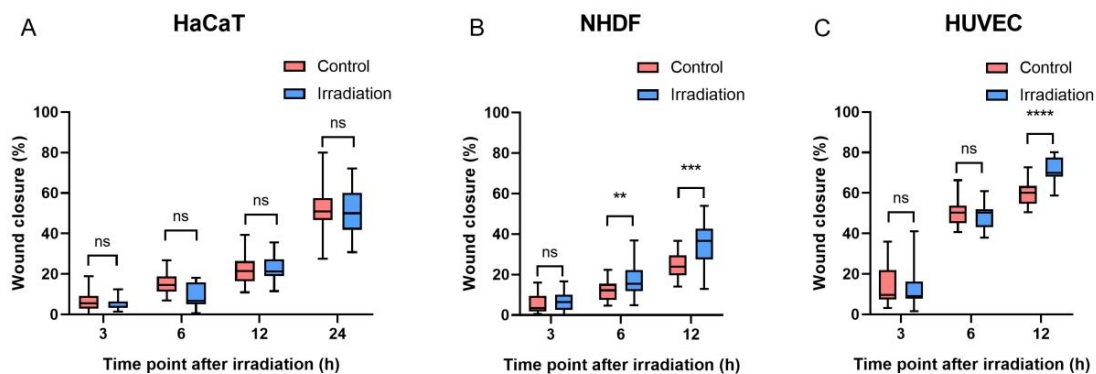 A
HaCaT
Control
Irradiation
Wound closure (%)
100
80
60
40
20
0
ns
ns
ns
ns
3 6 12 24
Time point after irradiation (h)
B
NHDF
Control
Irradiation
Wound closure (%)
100
80
60
40
20
0
ns
**
***
3 6 12
Time point after irradiation (h)
C
HUVEC
Control
Irradiation
Wound closure (%)
100
80
60
40
20
0
ns
ns
****
3 6 12
Time point after irradiation (h)